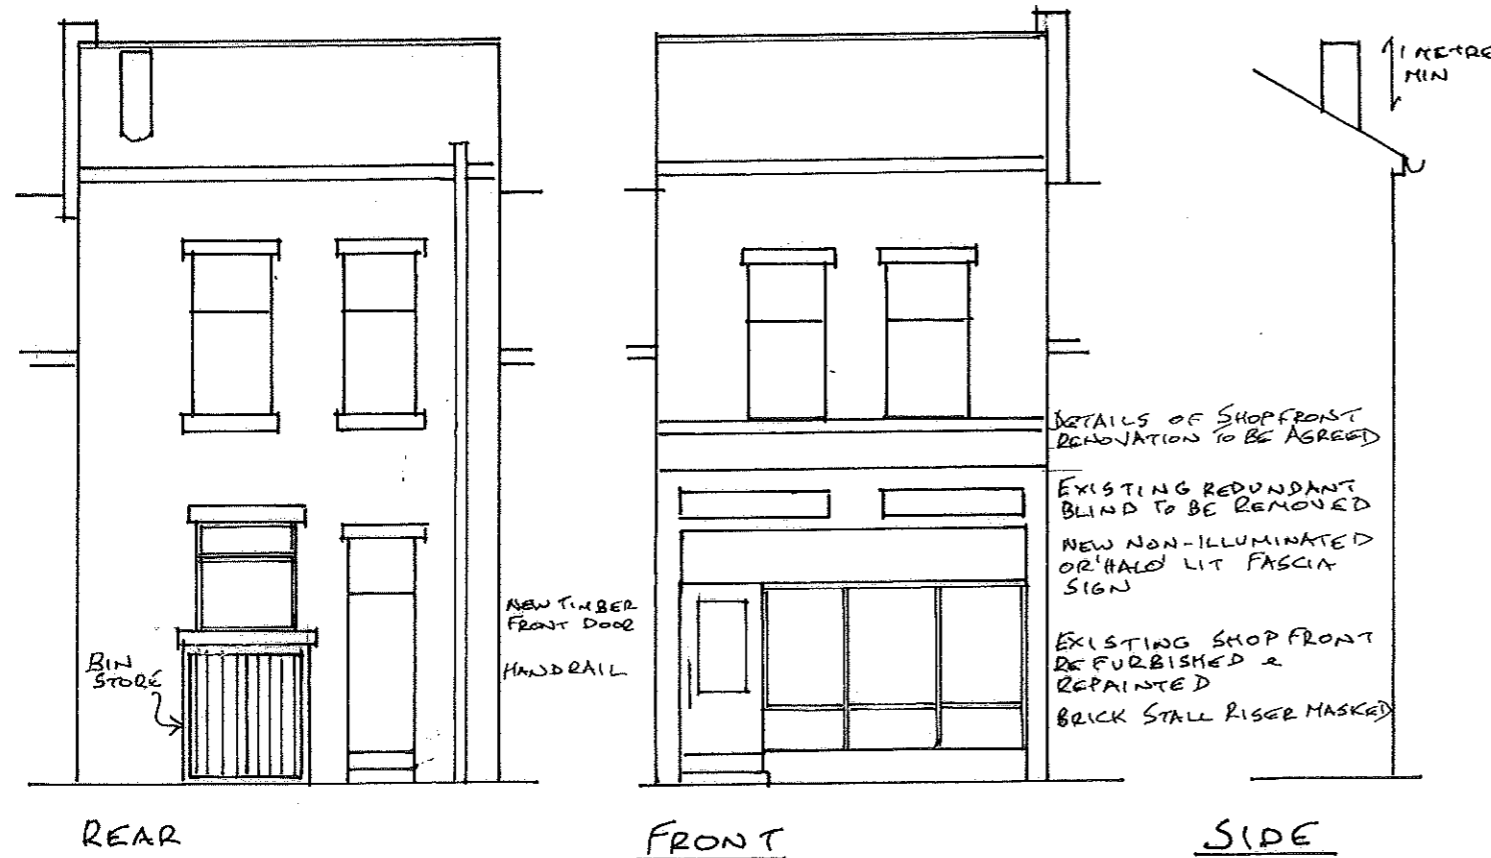 1 METRE
MIN
DETAILS OF SHOPFRONT
RENOVATION TO BE AGREED
EXISTING REDUNDANT
BLIND TO BE REMOVED
NEW NON-ILLUMINATED
OR 'HALO' LIT FASCIA
SIGN
NEW TIMBER
FRONT DOOR
HANDRAIL
EXISTING SHOP FRONT
REFURBISHED &
REPAINTED
BRICK STALL RISER MASKED
BIN
STORE
REAR
FRONT
SIDE